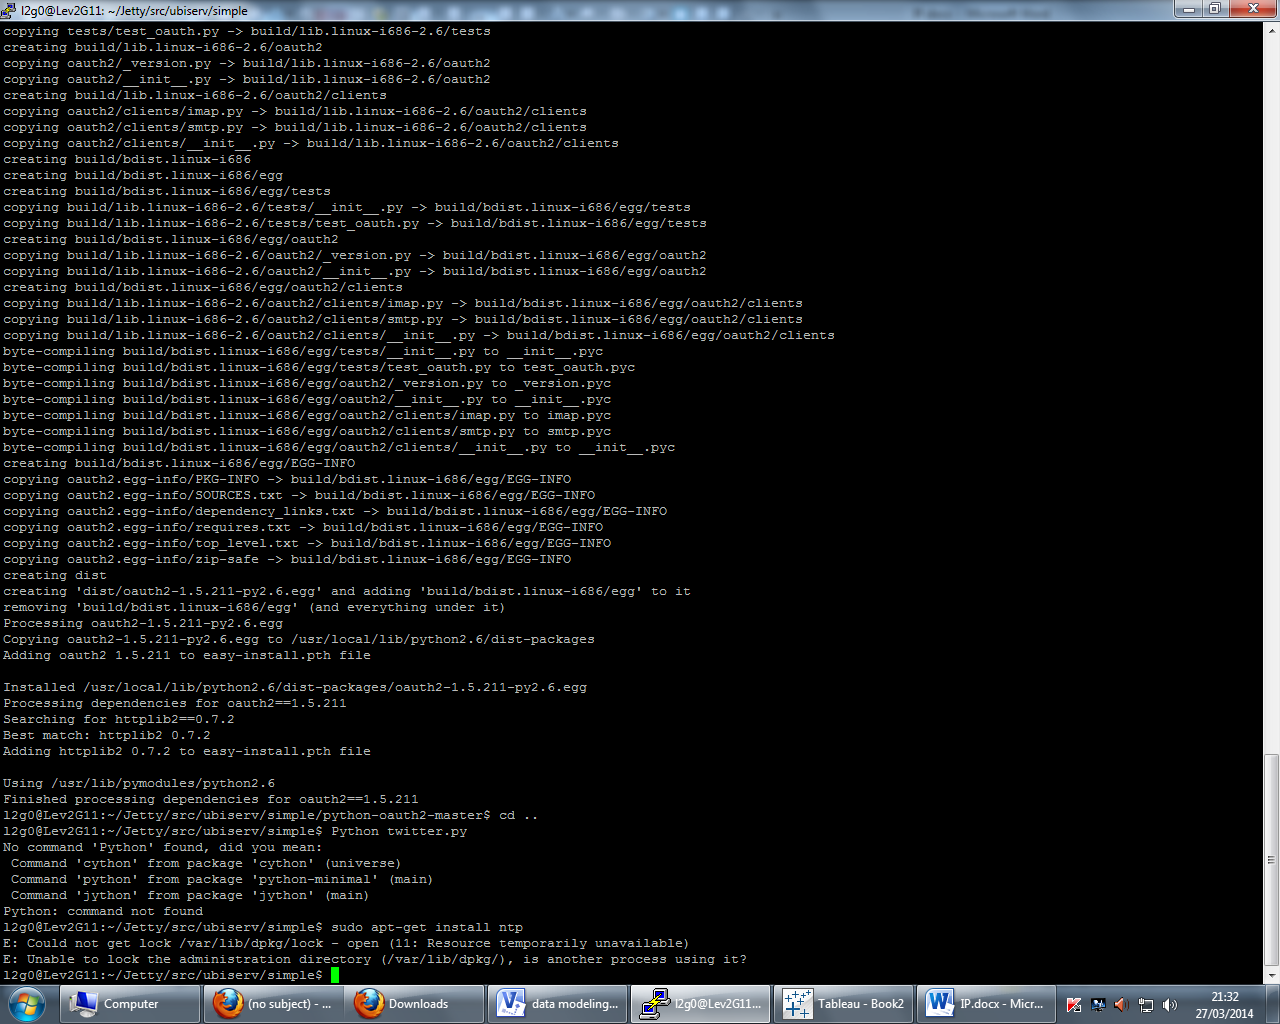 l2g0@Lev2G11: ~/Jetty/src/ubiserv/simple
copying tests/test_oauth.py -> build/lib.linux-i686-2.6/tests
creating build/lib.linux-i686-2.6/oauth2
copying oauth2/_version.py -> build/lib.linux-i686-2.6/oauth2
copying oauth2/__init__.py -> build/lib.linux-i686-2.6/oauth2
creating build/lib.linux-i686-2.6/oauth2/clients
copying oauth2/clients/imap.py -> build/lib.linux-i686-2.6/oauth2/clients
copying oauth2/clients/smtp.py -> build/lib.linux-i686-2.6/oauth2/clients
copying oauth2/clients/__init__.py -> build/lib.linux-i686-2.6/oauth2/clients
creating build/bdist.linux-i686
creating build/bdist.linux-i686/egg
creating build/bdist.linux-i686/egg/tests
copying build/lib.linux-i686-2.6/tests/__init__.py -> build/bdist.linux-i686/egg/tests
copying build/lib.linux-i686-2.6/tests/test_oauth.py -> build/bdist.linux-i686/egg/tests
creating build/bdist.linux-i686/egg/oauth2
copying build/lib.linux-i686-2.6/oauth2/_version.py -> build/bdist.linux-i686/egg/oauth2
copying build/lib.linux-i686-2.6/oauth2/__init__.py -> build/bdist.linux-i686/egg/oauth2
creating build/bdist.linux-i686/egg/oauth2/clients
copying build/lib.linux-i686-2.6/oauth2/clients/imap.py -> build/bdist.linux-i686/egg/oauth2/clients
copying build/lib.linux-i686-2.6/oauth2/clients/smtp.py -> build/bdist.linux-i686/egg/oauth2/clients
copying build/lib.linux-i686-2.6/oauth2/clients/__init__.py -> build/bdist.linux-i686/egg/oauth2/clients
byte-compiling build/bdist.linux-i686/egg/tests/__init__.py to __init__.pyc
byte-compiling build/bdist.linux-i686/egg/tests/test_oauth.py to test_oauth.pyc
byte-compiling build/bdist.linux-i686/egg/oauth2/_version.py to _version.pyc
byte-compiling build/bdist.linux-i686/egg/oauth2/__init__.py to __init__.pyc
byte-compiling build/bdist.linux-i686/egg/oauth2/clients/imap.py to imap.pyc
byte-compiling build/bdist.linux-i686/egg/oauth2/clients/smtp.py to smtp.pyc
byte-compiling build/bdist.linux-i686/egg/oauth2/clients/__init__.py to __init__.pyc
creating build/bdist.linux-i686/egg/EGG-INFO
copying oauth2.egg-info/PKG-INFO -> build/bdist.linux-i686/egg/EGG-INFO
copying oauth2.egg-info/SOURCES.txt -> build/bdist.linux-i686/egg/EGG-INFO
copying oauth2.egg-info/dependency_links.txt -> build/bdist.linux-i686/egg/EGG-INFO
copying oauth2.egg-info/requires.txt -> build/bdist.linux-i686/egg/EGG-INFO
copying oauth2.egg-info/top_level.txt -> build/bdist.linux-i686/egg/EGG-INFO
copying oauth2.egg-info/zip-safe -> build/bdist.linux-i686/egg/EGG-INFO
creating dist
creating 'dist/oauth2-1.5.211-py2.6.egg' and adding 'build/bdist.linux-i686/egg' to it
removing 'build/bdist.linux-i686/egg' (and everything under it)
Processing oauth2-1.5.211-py2.6.egg
Copying oauth2-1.5.211-py2.6.egg to /usr/local/lib/python2.6/dist-packages
Adding oauth2 1.5.211 to easy-install.pth file
Installed /usr/local/lib/python2.6/dist-packages/oauth2-1.5.211-py2.6.egg
Processing dependencies for oauth2==1.5.211
Searching for httplib2==0.7.2
Best match: httplib2 0.7.2
Adding httplib2 0.7.2 to easy-install.pth file
Using /usr/lib/pymodules/python2.6
Finished processing dependencies for oauth2==1.5.211
l2g0@Lev2G11:~/Jetty/src/ubiserv/simple/python-oauth2-master$ cd ..
l2g0@Lev2G11:~/Jetty/src/ubiserv/simple$ Python twitter.py
No command 'Python' found, did you mean:
Command 'cython' from package 'cython' (universe)
Command 'python' from package 'python-minimal' (main)
Command 'jython' from package 'jython' (main)
Python: command not found
l2g0@Lev2G11:~/Jetty/src/ubiserv/simple$ sudo apt-get install ntp
E: Could not get lock /var/lib/dpkg/lock - open (11: Resource temporarily unavailable)
E: Unable to lock the administration directory (/var/lib/dpkg/), is another process using it?
l2g0@Lev2G11:~/Jetty/src/ubiserv/simple$
Computer
(no subject) - ...
Downloads
data modeling...
l2g0@Lev2G11...
Tableau - Book2
IP.docx - Micr...
21:32
27/03/2014